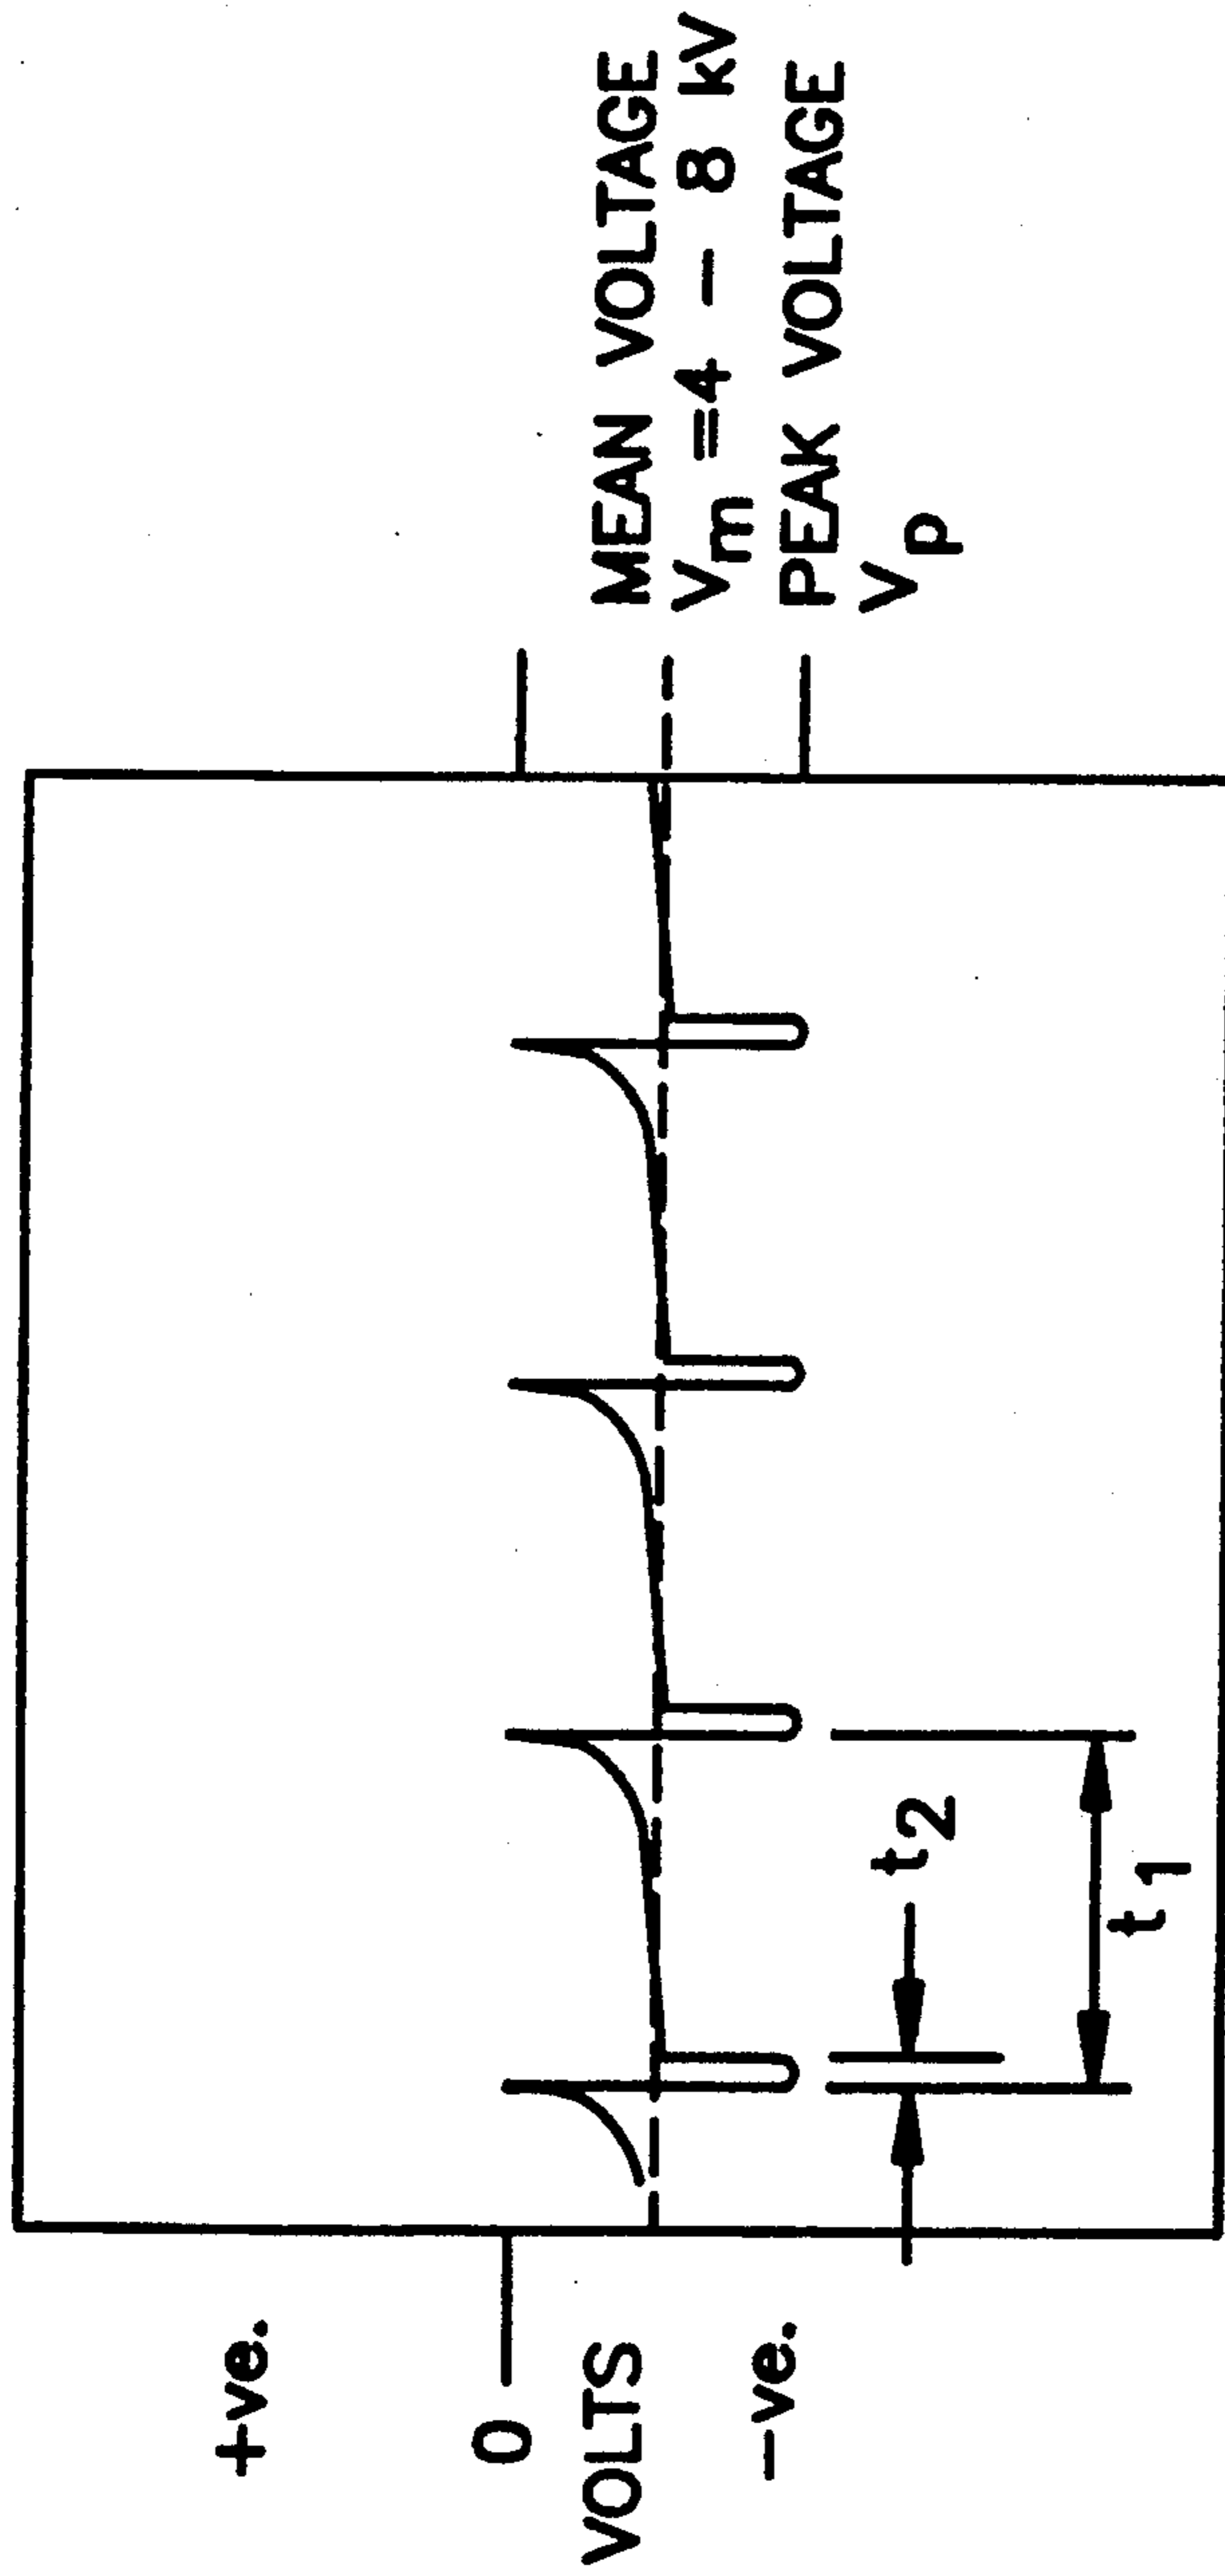 +ve.
0
VOLTS
-ve.
t2
t1
MEAN VOLTAGE
Vm =4 - 8 kV
PEAK VOLTAGE
Vp